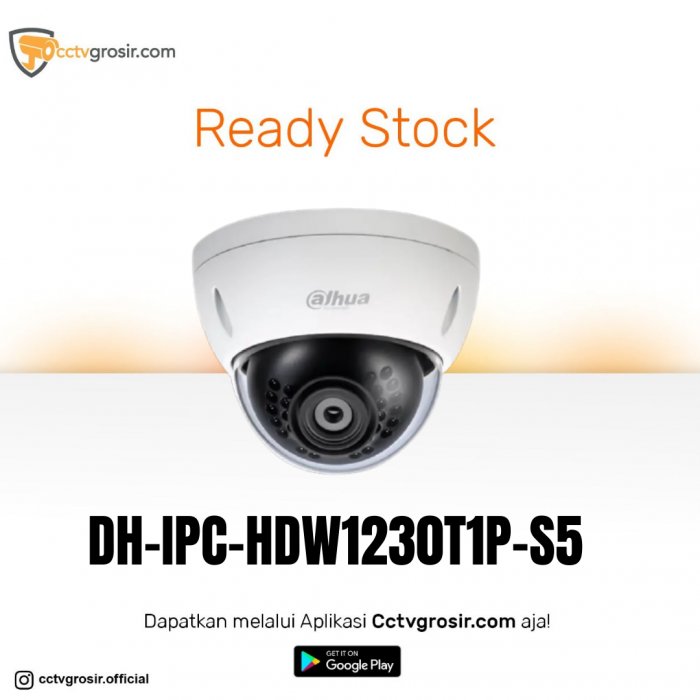 cctvgrosir.com
Ready Stock
alhua
DH-IPC-HDW1230T1P-S5
Dapatkan melalui Aplikasi Cctvgrosir.com aja!
GET IT ON
Google Play
cctvgrosir.official